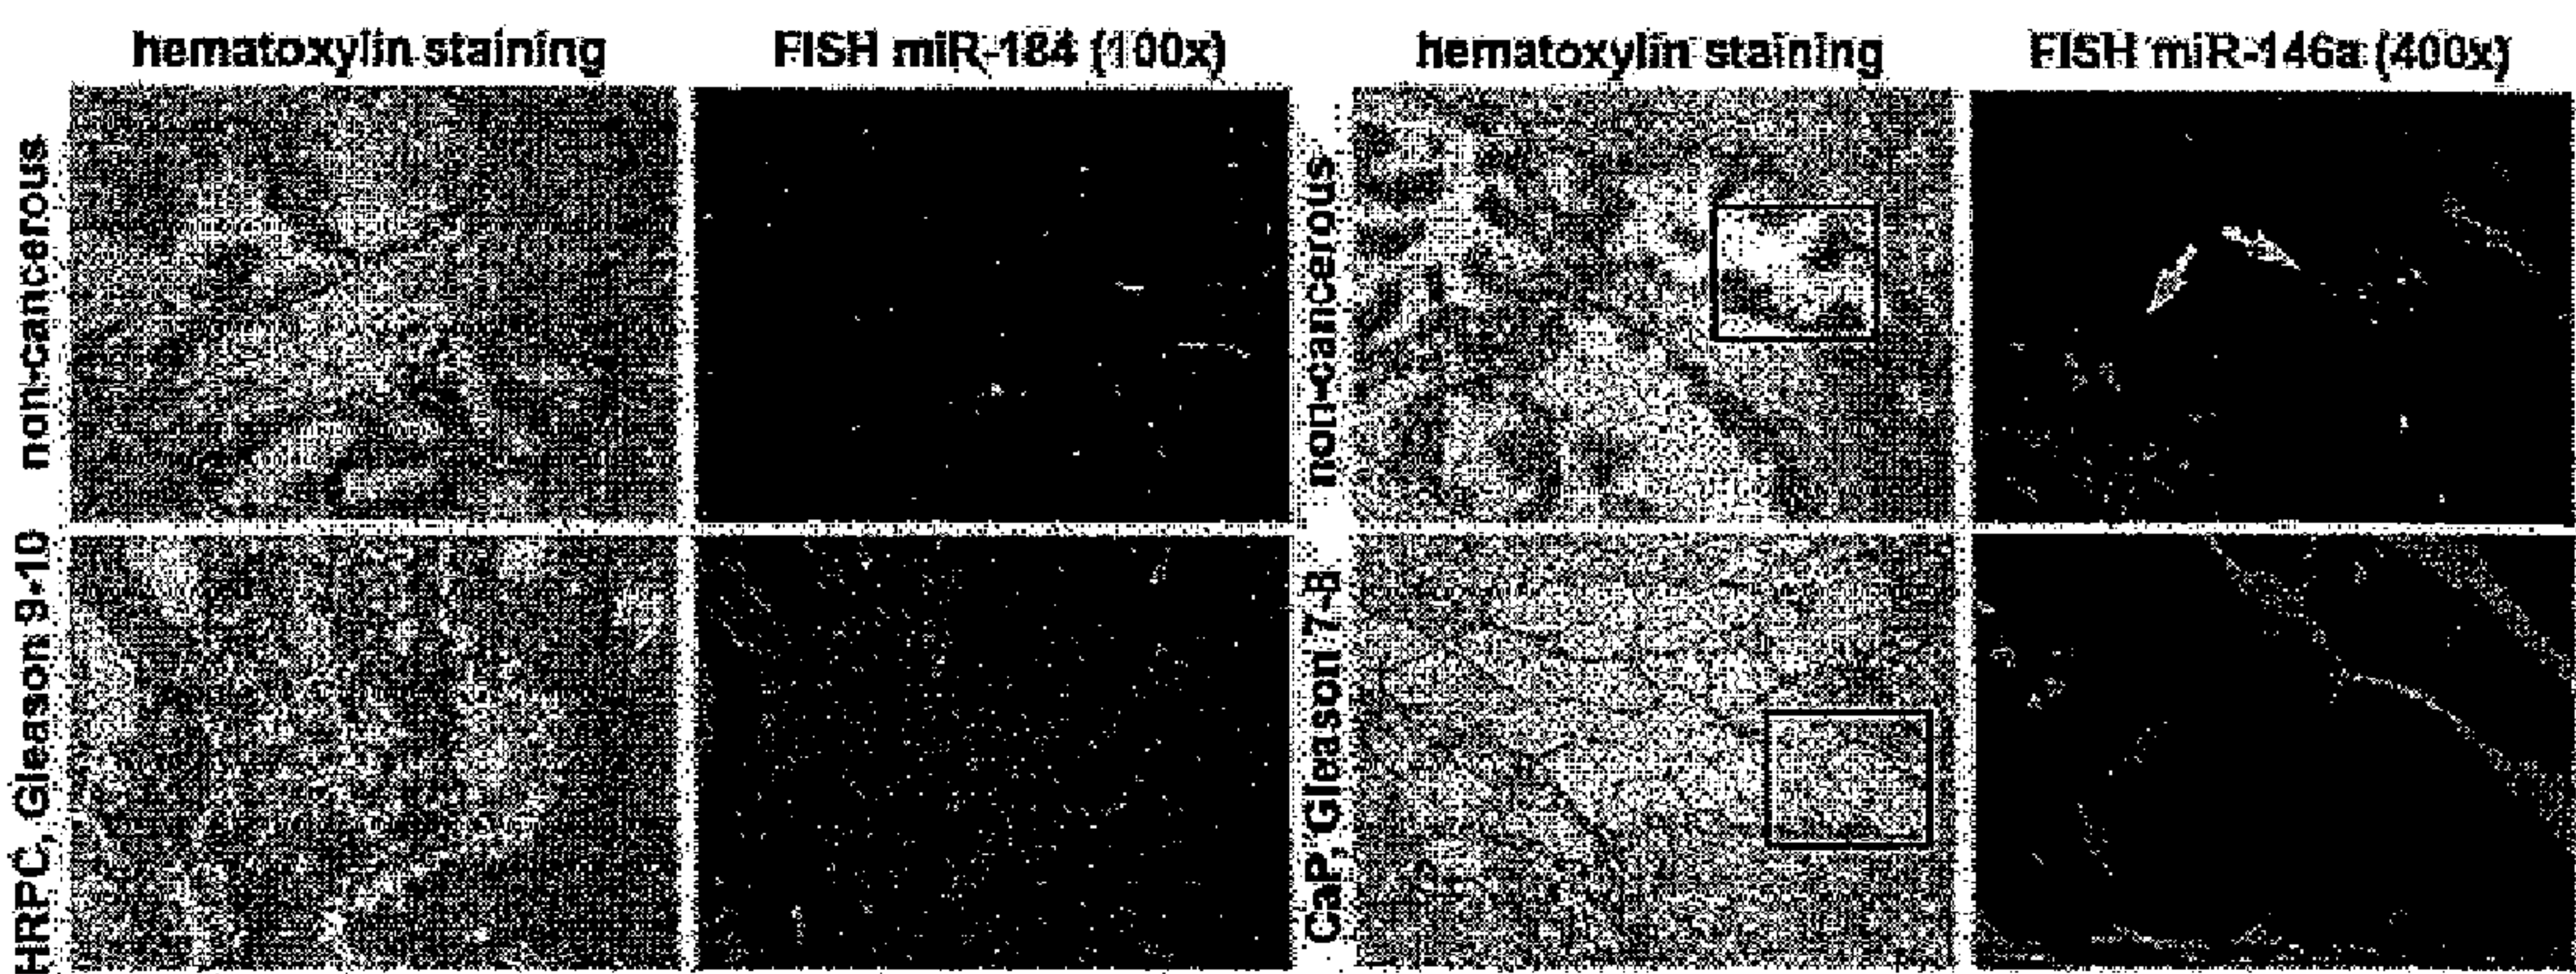 hematoxylin staining
FISH miR-184 (100x)
hematoxylin staining
FISH miR-146a (400x)
non-cancerous
non-cancerous
HRPC, Gleason 9-10
CaP, Gleason 7-8